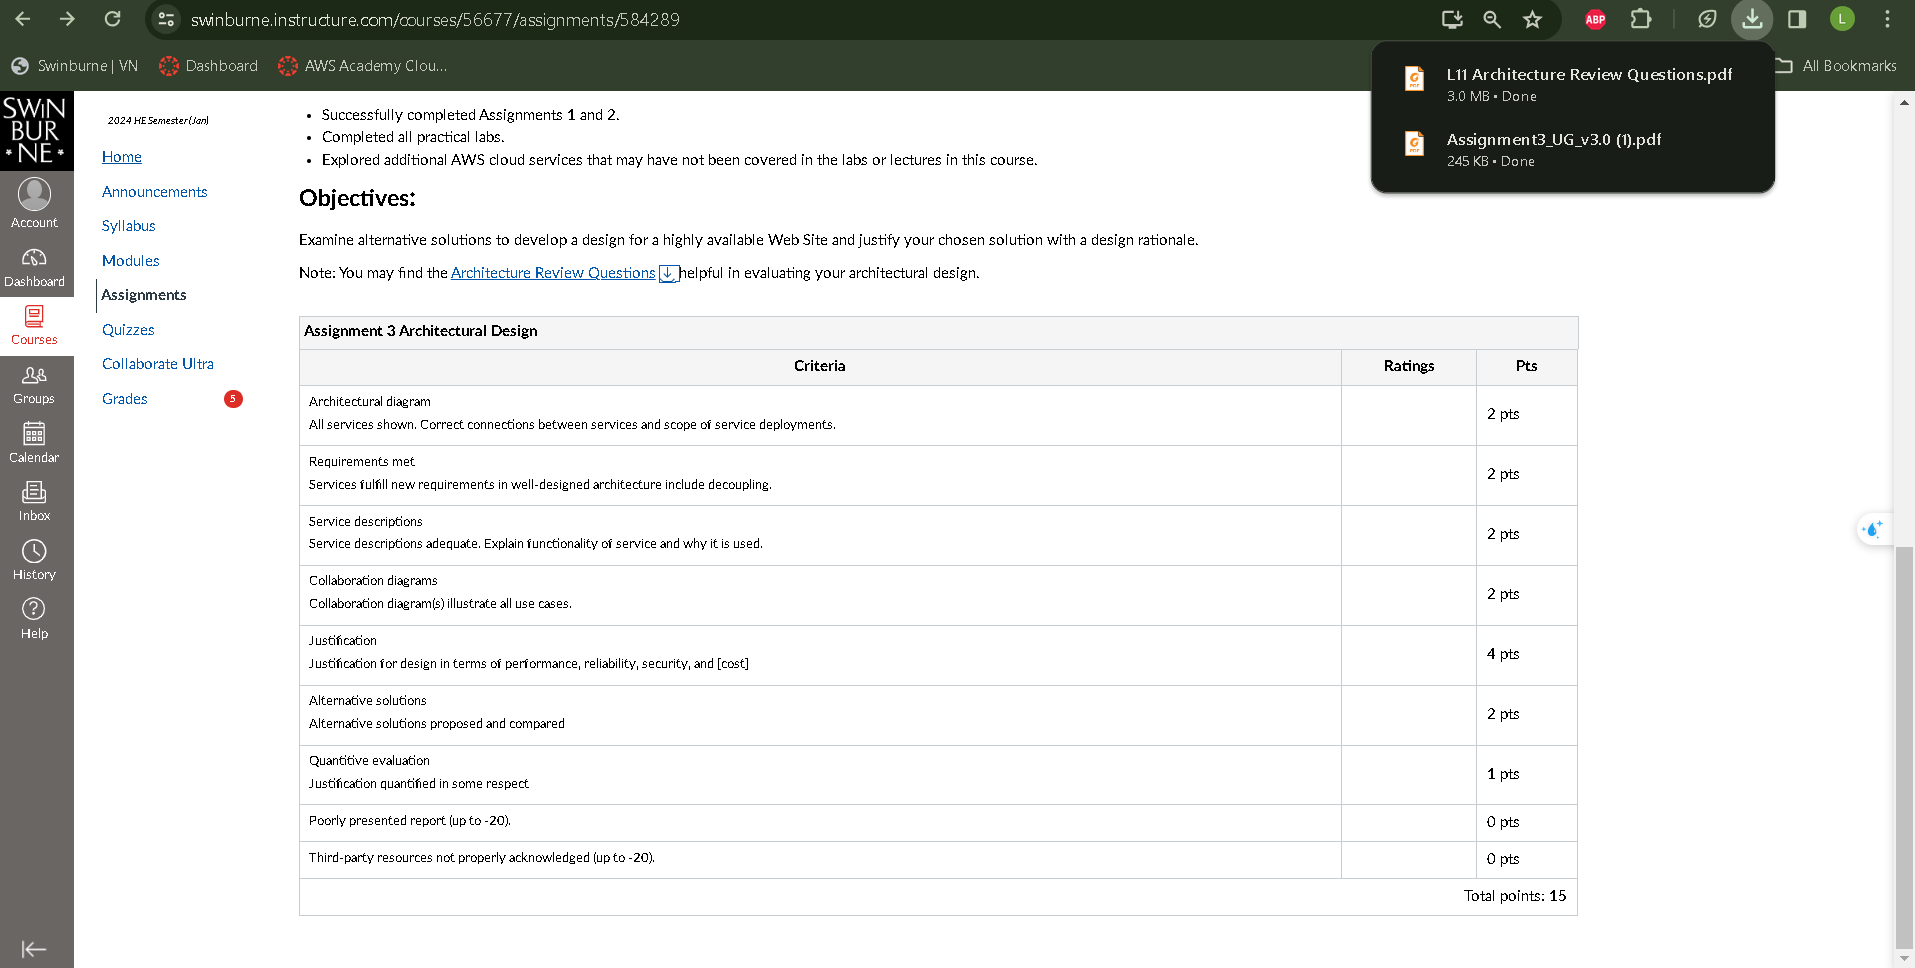 swinburne.instructure.com/courses/56677/assignments/584289
ABP
L
Swinburne | VN
Dashboard
AWS Academy Clou...
All Bookmarks
L11 Architecture Review Questions.pdf
3.0 MB • Done
Assignment3_UG_v3.0 (1).pdf
245 KB • Done
SWIN
BUR
* NE *
Account
Dashboard
Courses
Groups
Calendar
Inbox
History
Help
2024 HE Semester (Jan)
Home
Announcements
Syllabus
Modules
Assignments
Quizzes
Collaborate Ultra
Grades 5
• Successfully completed Assignments 1 and 2.
• Completed all practical labs.
• Explored additional AWS cloud services that may have not been covered in the labs or lectures in this course.
Objectives:
Examine alternative solutions to develop a design for a highly available Web Site and justify your chosen solution with a design rationale.
Note: You may find the Architecture Review Questions helpful in evaluating your architectural design.
Assignment 3 Architectural Design
Criteria Ratings Pts
Architectural diagram
All services shown. Correct connections between services and scope of service deployments.
2 pts
Requirements met
Services fulfill new requirements in well-designed architecture include decoupling.
2 pts
Service descriptions
Service descriptions adequate. Explain functionality of service and why it is used.
2 pts
Collaboration diagrams
Collaboration diagram(s) illustrate all use cases.
2 pts
Justification
Justification for design in terms of performance, reliability, security, and [cost]
4 pts
Alternative solutions
Alternative solutions proposed and compared
2 pts
Quantitive evaluation
Justification quantified in some respect
1 pts
Poorly presented report (up to -20).
0 pts
Third-party resources not properly acknowledged (up to -20).
0 pts
Total points: 15